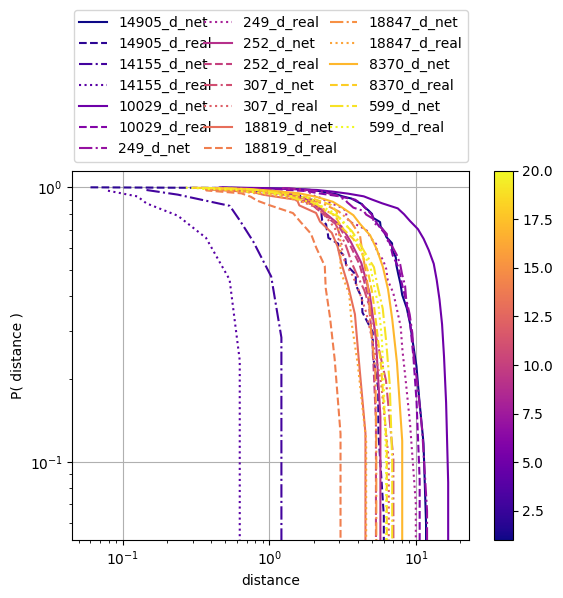 14905_d_net 249_d_real 18847_d_net
14905_d_real 252_d_net 18847_d_real
14155_d_net 252_d_real 8370_d_net
14155_d_real 307_d_net 8370_d_real
10029_d_net 307_d_real 599_d_net
10029_d_real 18819_d_net 599_d_real
249_d_net 18819_d_real
10⁰
10⁻¹
P( distance )
10⁻¹ 10⁰ 10¹
distance
20.0
17.5
15.0
12.5
10.0
7.5
5.0
2.5